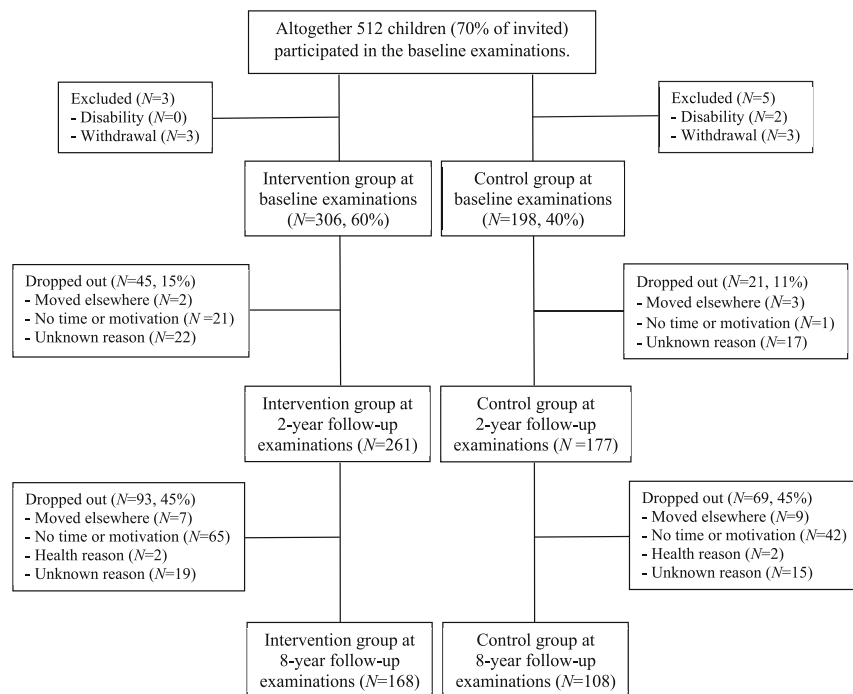 Altogether 512 children (70% of invited)
participated in the baseline examinations.
Excluded (N=3)
- Disability (N=0)
- Withdrawal (N=3)
Excluded (N=5)
- Disability (N=2)
- Withdrawal (N=3)
Intervention group at
baseline examinations
(N=306, 60%)
Control group at
baseline examinations
(N=198, 40%)
Dropped out (N=45, 15%)
- Moved elsewhere (N=2)
- No time or motivation (N =21)
- Unknown reason (N=22)
Dropped out (N=21, 11%)
- Moved elsewhere (N=3)
- No time or motivation (N=1)
- Unknown reason (N=17)
Intervention group at
2-year follow-up
examinations (N=261)
Control group at
2-year follow-up
examinations (N =177)
Dropped out (N=93, 45%)
- Moved elsewhere (N=7)
- No time or motivation (N=65)
- Health reason (N=2)
- Unknown reason (N=19)
Dropped out (N=69, 45%)
- Moved elsewhere (N=9)
- No time or motivation (N=42)
- Health reason (N=2)
- Unknown reason (N=15)
Intervention group at
8-year follow-up
examinations (N=168)
Control group at
8-year follow-up
examinations (N=108)